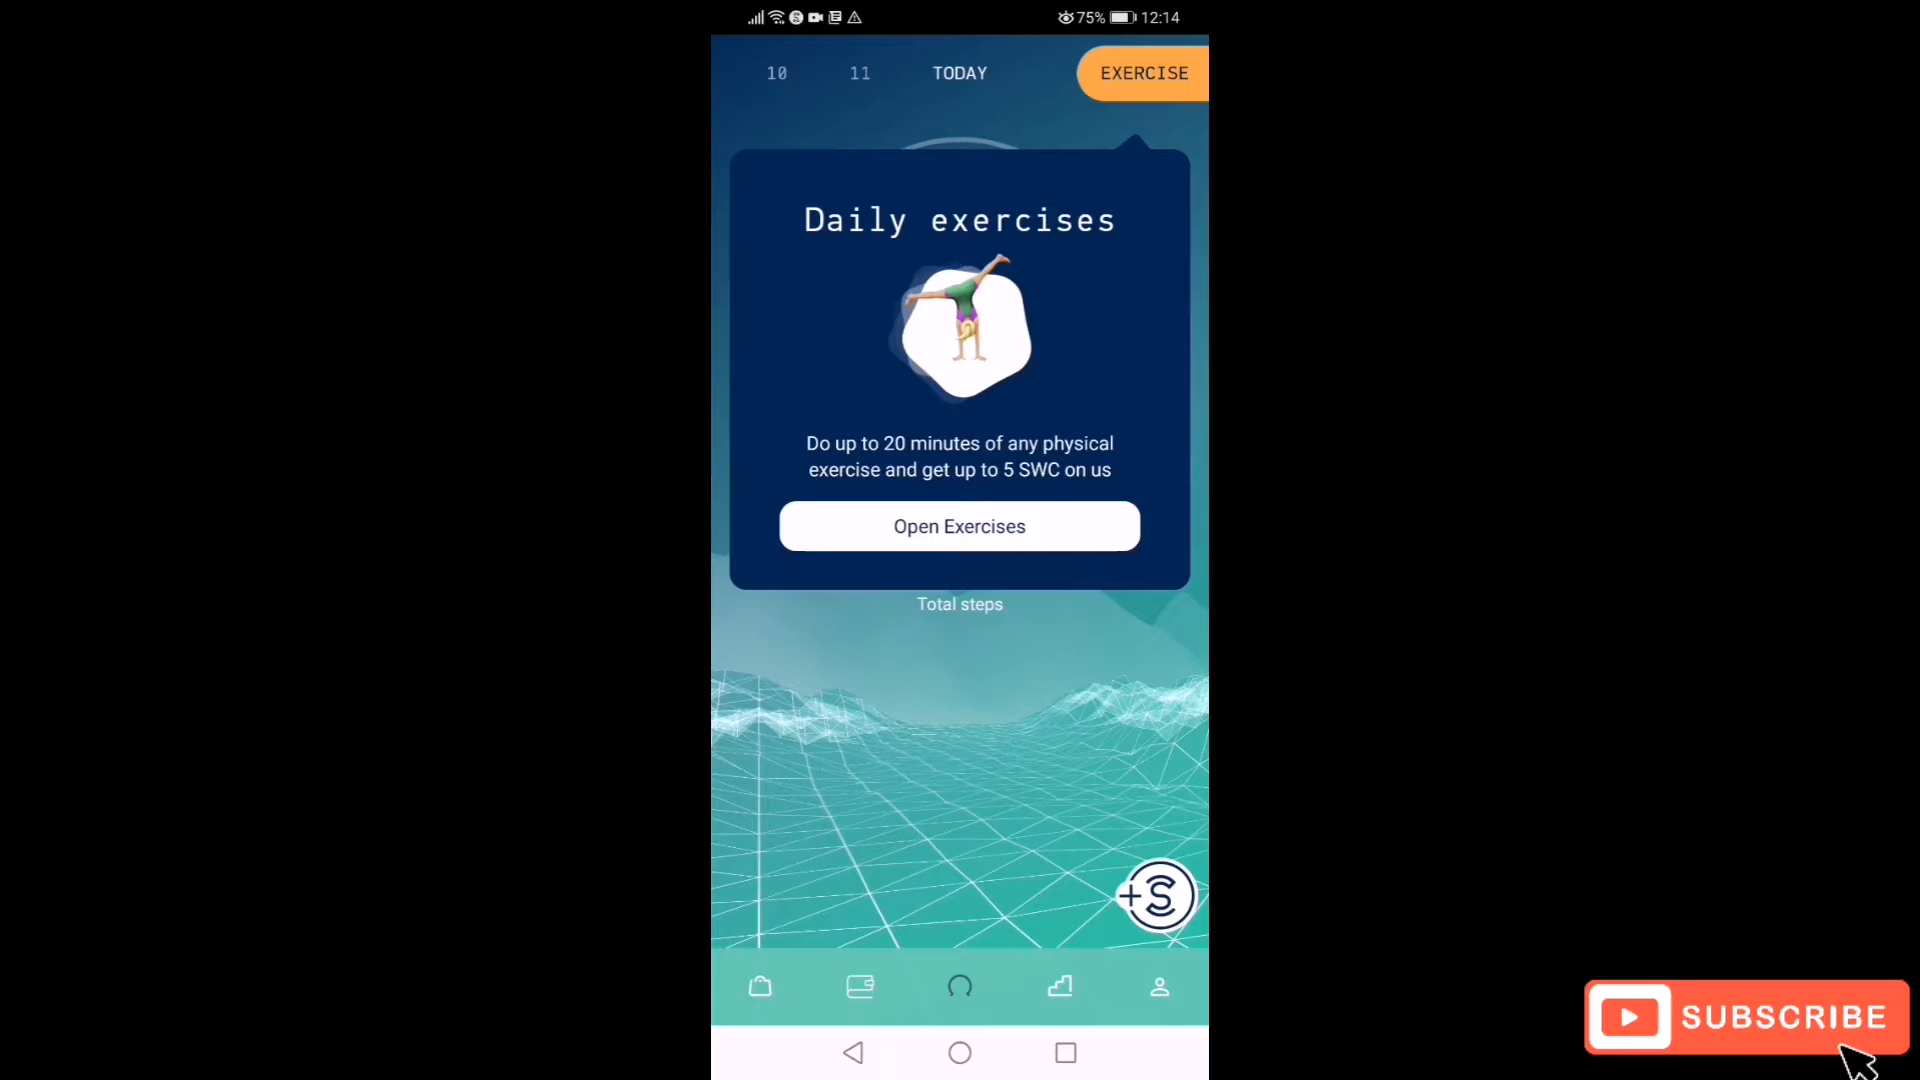 75% 12:14
10 11 TODAY EXERCISE
Daily exercises
Do up to 20 minutes of any physical
exercise and get up to 5 SWC on us
Open Exercises
Total steps
SUBSCRIBE